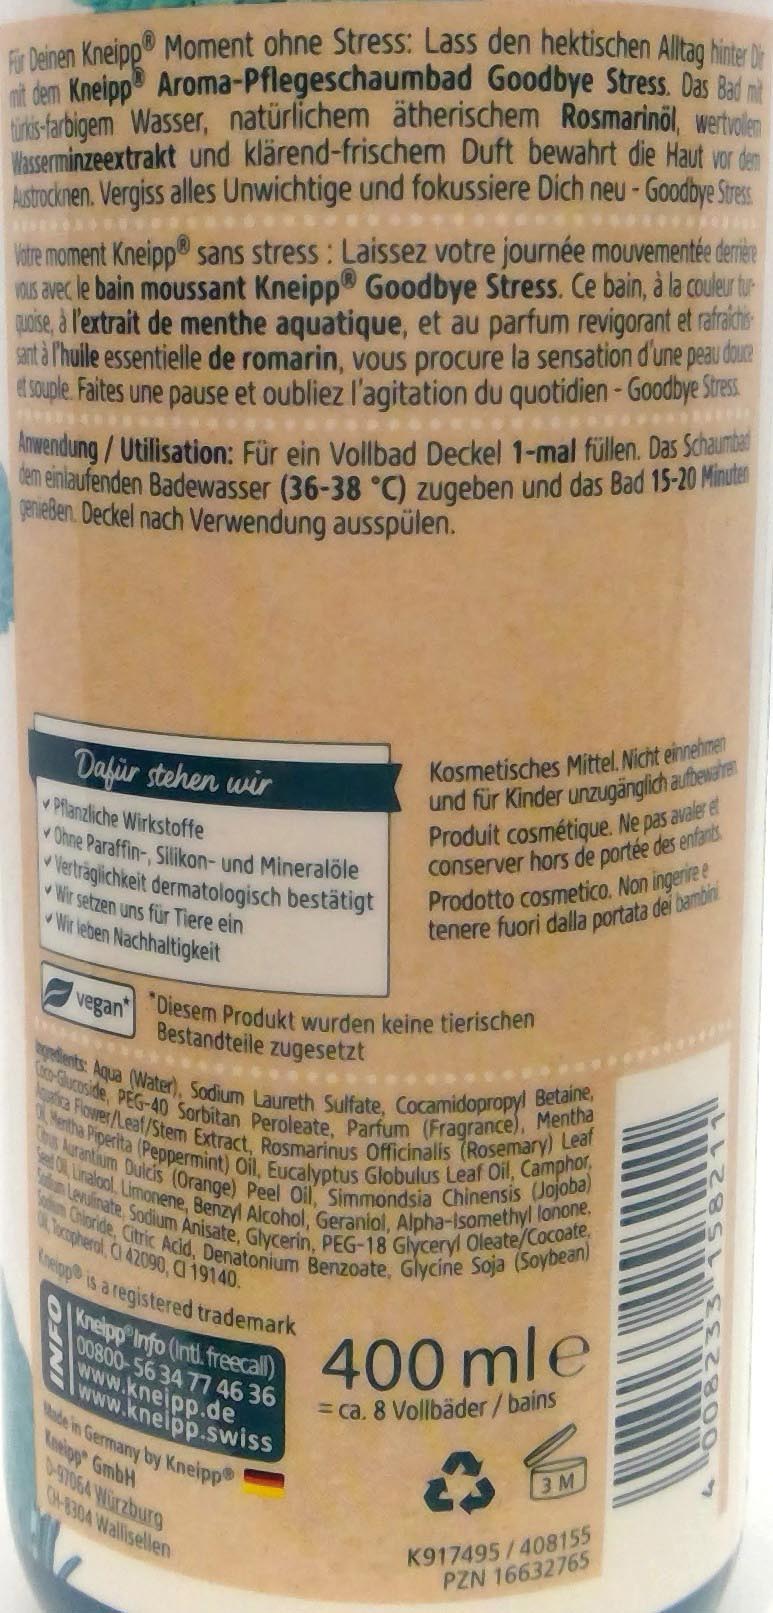 Für Deinen Kneipp® Moment ohne Stress: Lass den hektischen Alltag hinter Dir
mit dem Kneipp® Aroma-Pflegeschaumbad Goodbye Stress. Das Bad mit
türkis-farbigem Wasser, natürlichem ätherischem Rosmarinöl, wertvollem
Wasserminzeextrakt und klärend-frischem Duft bewahrt die Haut vor dem
Austrocknen. Vergiss alles Unwichtige und fokussiere Dich neu - Goodbye Stress.
Votre moment Kneipp® sans stress : Laissez votre journée mouvementée derrière
vous avec le bain moussant Kneipp® Goodbye Stress. Ce bain, à la couleur tur-
quoise, à l'extrait de menthe aquatique, et au parfum revigorant et rafraîchis-
sant à l'huile essentielle de romarin, vous procure la sensation d'une peau douce
et souple. Faites une pause et oubliez l'agitation du quotidien - Goodbye Stress.
Anwendung / Utilisation: Für ein Vollbad Deckel 1-mal füllen. Das Schaumbad
dem einlaufenden Badewasser (36-38 °C) zugeben und das Bad 15-20 Minuten
genießen. Deckel nach Verwendung ausspülen.
Dafür stehen wir
✓ Pflanzliche Wirkstoffe
✓ Ohne Paraffin-, Silikon- und Mineralöle
✓ Verträglichkeit dermatologisch bestätigt
✓ Wir setzen uns für Tiere ein
✓ Wir leben Nachhaltigkeit
Kosmetisches Mittel. Nicht einnehmen
und für Kinder unzugänglich aufbewahren.
Produit cosmétique. Ne pas avaler et
conserver hors de portée des enfants.
Prodotto cosmetico. Non ingerire e
tenere fuori dalla portata dei bambini.
vegan*
*Diesem Produkt wurden keine tierischen
Bestandteile zugesetzt
Ingredients: Aqua (Water), Sodium Laureth Sulfate, Cocamidopropyl Betaine,
Coco-Glucoside, PEG-40 Sorbitan Peroleate, Parfum (Fragrance), Mentha
Aquatica Flower/Leaf/Stem Extract, Rosmarinus Officinalis (Rosemary) Leaf
Oil, Mentha Piperita (Peppermint) Oil, Eucalyptus Globulus Leaf Oil, Camphor,
Citrus Aurantium Dulcis (Orange) Peel Oil, Simmondsia Chinensis (Jojoba)
Seed Oil, Linalool, Limonene, Benzyl Alcohol, Geraniol, Alpha-Isomethyl Ionone,
Sodium Levulinate, Sodium Anisate, Glycerin, PEG-18 Glyceryl Oleate/Cocoate,
Sodium Chloride, Citric Acid, Denatonium Benzoate, Glycine Soja (Soybean)
Oil, Tocopherol, CI 42090, CI 19140.
Kneipp® is a registered trademark
INFO
Kneipp® Info (Intl. freecall)
00800- 56 34 77 46 36
www.kneipp.de
www.kneipp.swiss
Made in Germany by Kneipp®
Kneipp® GmbH
D-97064 Würzburg
CH-8304 Wallisellen
400 ml e
= ca. 8 Vollbäder / bains
3 M
K917495 / 408155
PZN 16632765
4 008233 158211